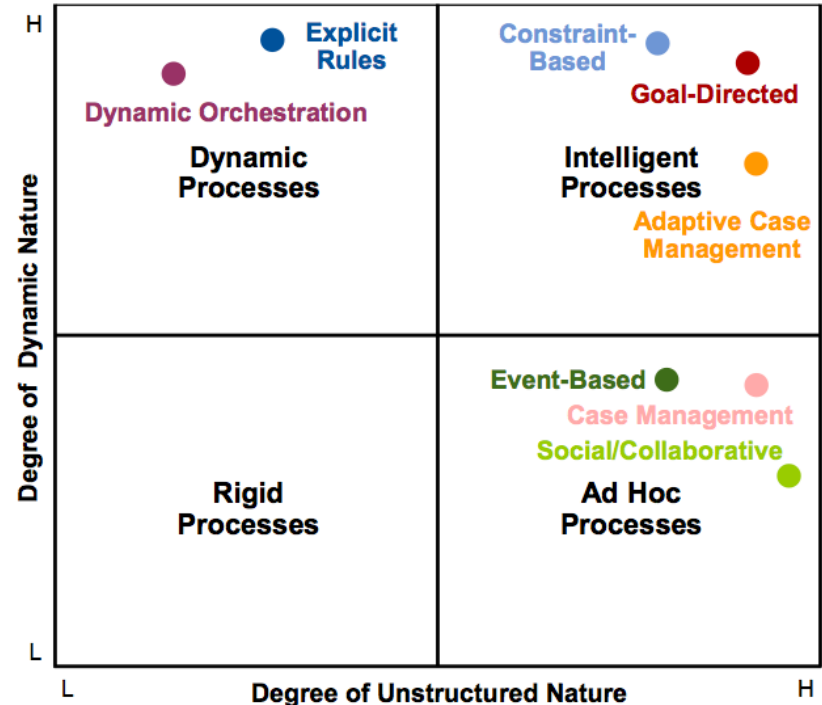 H
Explicit
Rules
Constraint-
Based
Goal-Directed
Dynamic Orchestration
Dynamic
Processes
Intelligent
Processes
Adaptive Case
Management
Degree of Dynamic Nature
Event-Based
Case Management
Social/Collaborative
Rigid
Processes
Ad Hoc
Processes
L
L
Degree of Unstructured Nature
H